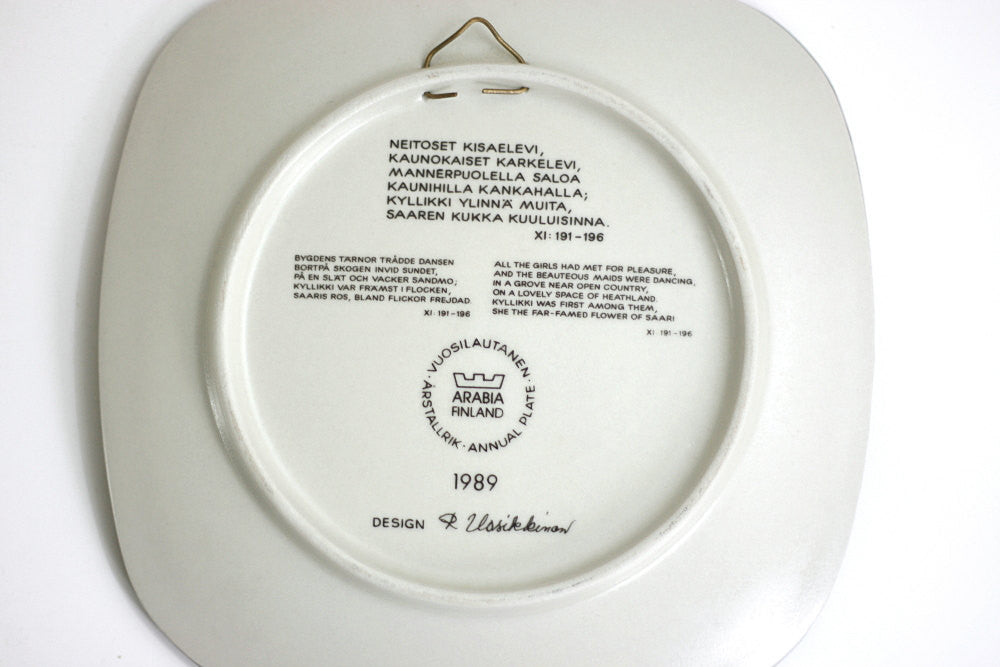 NEITOSET KISAELEVI,
KAUNOKAISET KARKELEVI,
MANNERPUOLELLA SALOA
KAUNIHILLA KANKAHALLA;
KYLLIKKI YLINNÄ MUITA,
SAAREN KUKKA KUULUISINNA.
XI: 191-196
BYGDENS TÄRNOR TRÅDDE DANSEN
BORTPÅ SKOGEN INVID SUNDET,
PÅ EN SLÄT OCH VACKER SANDMO;
KYLLIKKI VAR FRÄMST I FLOCKEN,
SAARIS ROS, BLAND FLICKOR FREJDAD.
XI: 191-196
ALL THE GIRLS HAD MET FOR PLEASURE,
AND THE BEAUTEOUS MAIDS WERE DANCING,
IN A GROVE NEAR OPEN COUNTRY,
ON A LOVELY SPACE OF HEATHLAND.
KYLLIKKI WAS FIRST AMONG THEM,
SHE THE FAR-FAMED FLOWER OF SAARI
XI: 191-196
· VUOSILAUTANEN · ANNUAL PLATE · ÅRSTALLRIK
ARABIA
FINLAND
1989
DESIGN R. Uosikkinen